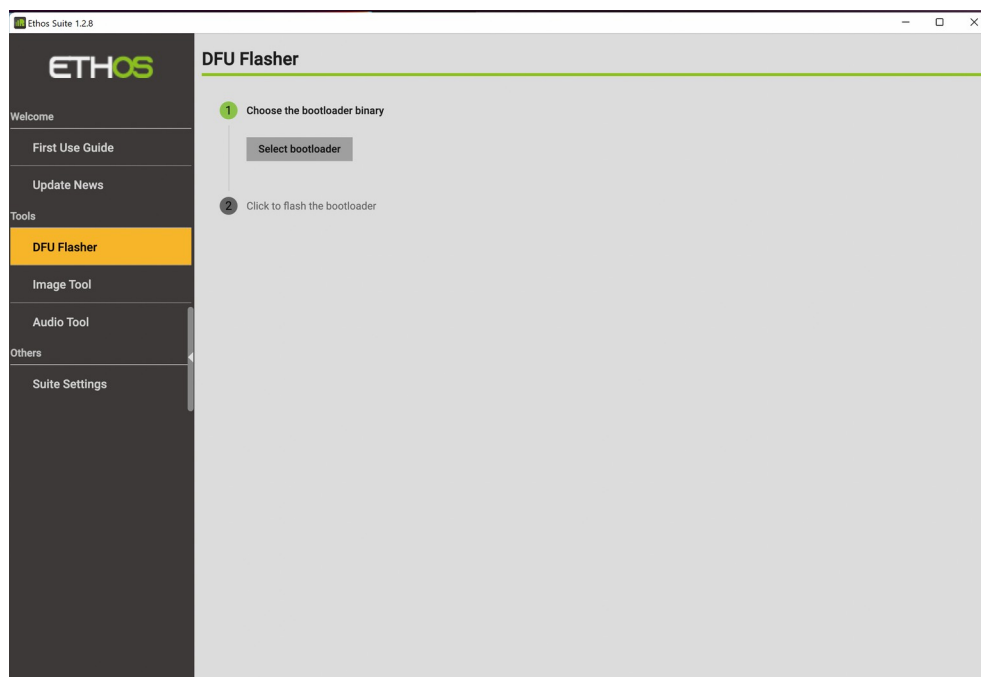 Ethos Suite 1.2.8
ETHOS
Welcome
First Use Guide
Update News
Tools
DFU Flasher
Image Tool
Audio Tool
Others
Suite Settings
DFU Flasher
1 Choose the bootloader binary
Select bootloader
2 Click to flash the bootloader